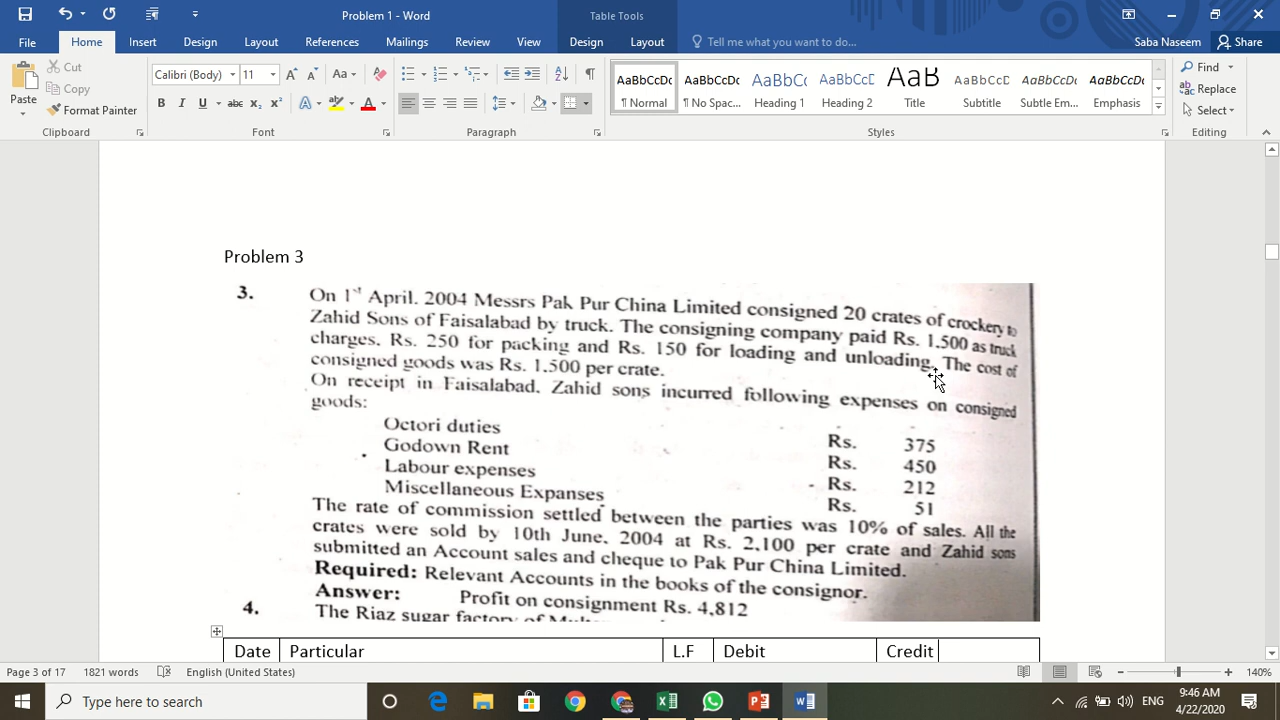 Problem 1 - Word
Table Tools
Saba Naseem
Share
File
Home
Insert
Design
Layout
References
Mailings
Review
View
Design
Layout
Tell me what you want to do...
Paste
Cut
Copy
Format Painter
Clipboard
Calibri (Body)
11
Font
Paragraph
AaBbCcDc
¶ Normal
AaBbCcDc
¶ No Spac...
AaBbCc
Heading 1
AaBbCcE
Heading 2
AaB
Title
AaBbCcD
Subtitle
AaBbCcDc
Subtle Em...
AaBbCcDc
Emphasis
Styles
Find
Replace
Select
Editing
Problem 3
3.
On 1st April. 2004 Messrs Pak Pur China Limited consigned 20 crates of crockery to
Zahid Sons of Faisalabad by truck. The consigning company paid Rs. 1,500 as truck
charges. Rs. 250 for packing and Rs. 150 for loading and unloading. The cost of
consigned goods was Rs. 1,500 per crate.
On receipt in Faisalabad. Zahid sons incurred following expenses on consigned
goods:
Octori duties Rs. 375
Godown Rent Rs. 450
Labour expenses Rs. 212
Miscellaneous Expanses Rs. 51
The rate of commission settled between the parties was 10% of sales. All the
crates were sold by 10th June. 2004 at Rs. 2,100 per crate and Zahid sons
submitted an Account sales and cheque to Pak Pur China Limited.
Required: Relevant Accounts in the books of the consignor.
Answer: Profit on consignment Rs. 4,812
4.
The Riaz sugar factory of
Date Particular L.F Debit Credit
Page 3 of 17
1821 words
English (United States)
140%
Type here to search
ENG
9:46 AM
4/22/2020